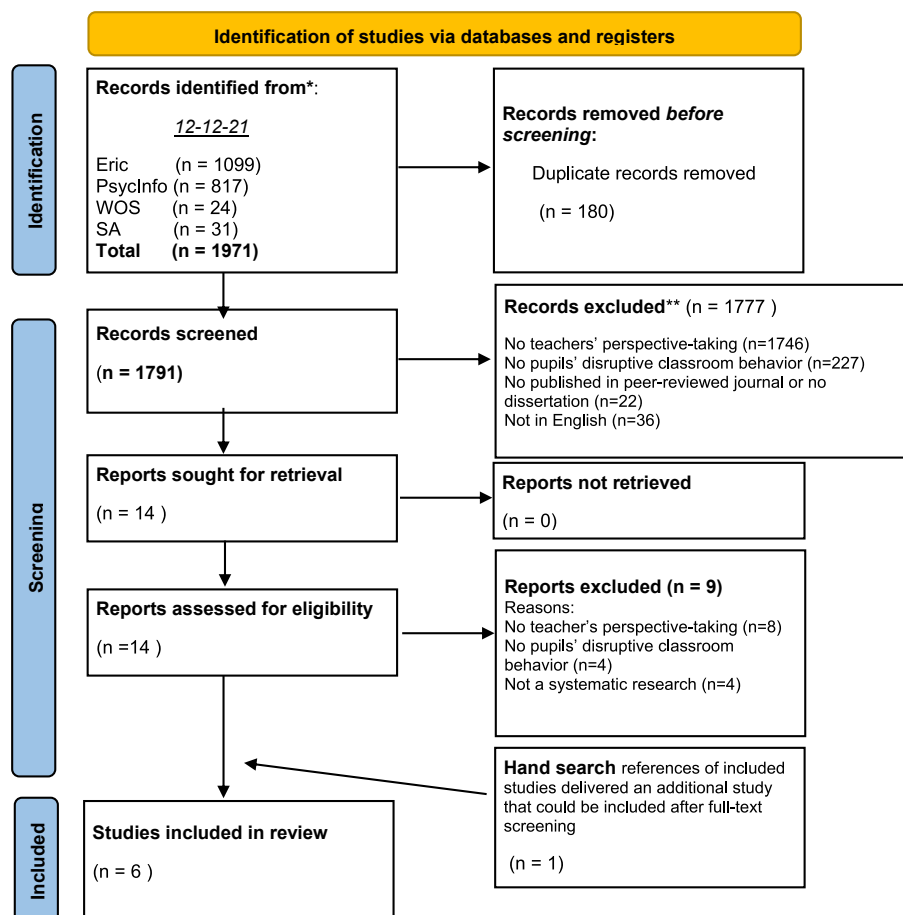 Identification of studies via databases and registers
Identification
Records identified from*:
12-12-21
Eric (n = 1099)
PsycInfo (n = 817)
WOS (n = 24)
SA (n = 31)
Total (n = 1971)
Records removed before
screening:
Duplicate records removed
(n = 180)
Screening
Records screened
(n = 1791)
Records excluded** (n = 1777 )
No teachers' perspective-taking (n=1746)
No pupils' disruptive classroom behavior (n=227)
No published in peer-reviewed journal or no
dissertation (n=22)
Not in English (n=36)
Reports sought for retrieval
(n = 14 )
Reports not retrieved
(n = 0)
Reports assessed for eligibility
(n =14 )
Reports excluded (n = 9)
Reasons:
No teacher's perspective-taking (n=8)
No pupils' disruptive classroom
behavior (n=4)
Not a systematic research (n=4)
Hand search references of included
studies delivered an additional study
that could be included after full-text
screening
(n = 1)
Included
Studies included in review
(n = 6 )